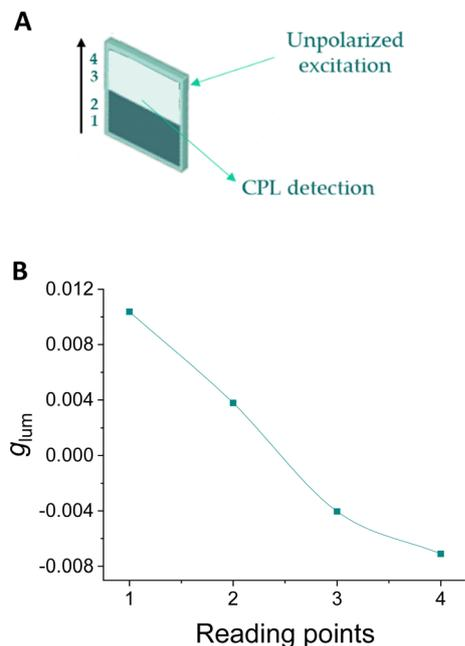 A
4
3
2
1
Unpolarized
excitation
CPL detection
B
0.012
0.008
0.004
0.000
-0.004
-0.008
glum
1 2 3 4
Reading points